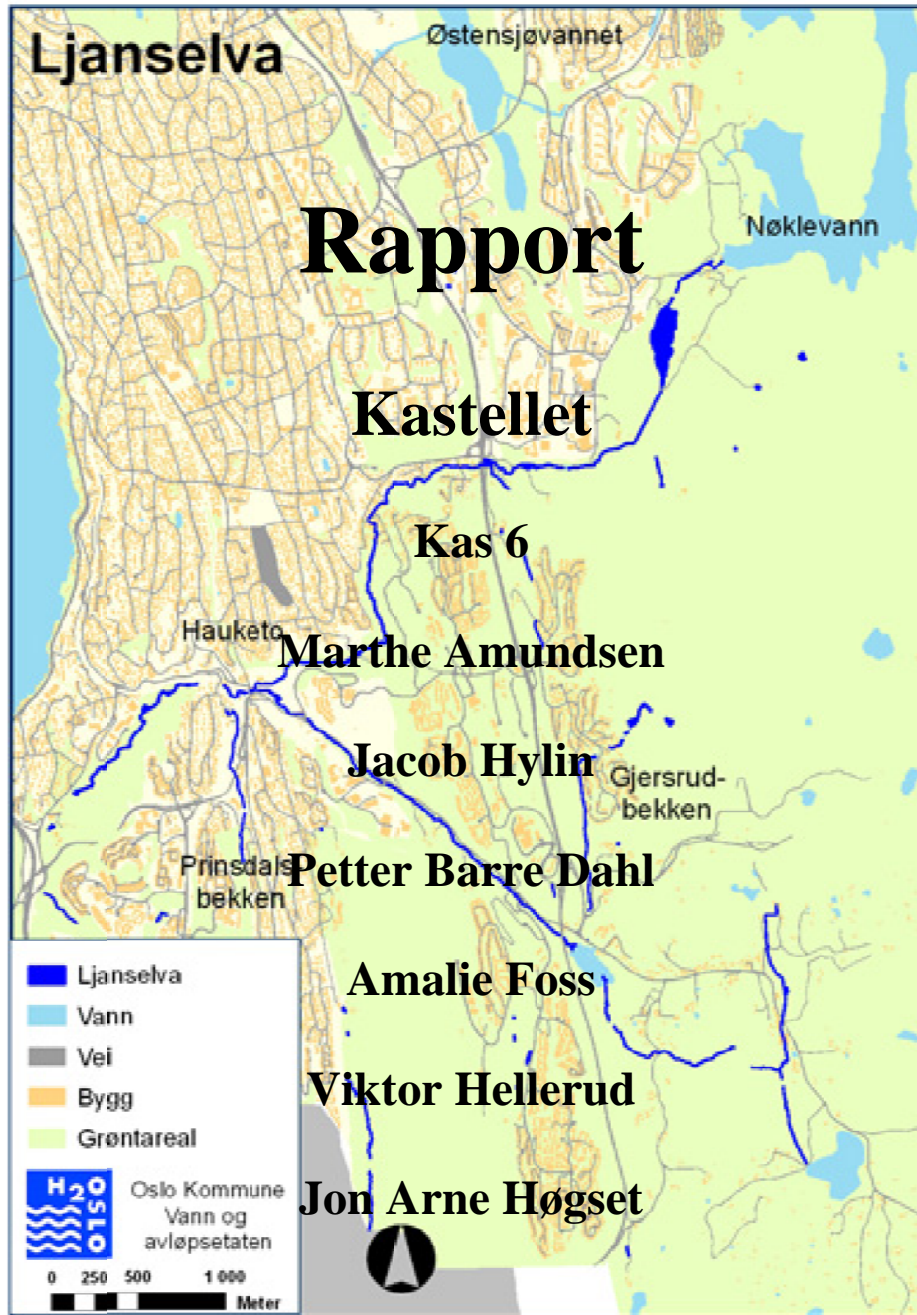 Ljanselva
Østensjøvannet
Rapport
Nøklevann
Kastellet
Kas 6
Hauketo
Marthe Amundsen
Jacob Hylin
Gjersrud-
bekken
Petter Barre Dahl
Prinsdals
bekken
Amalie Foss
Viktor Hellerud
Jon Arne Høgset
Ljanselva
Vann
Vei
Bygg
Grøntareal
H2O
OSLO
Oslo Kommune
Vann og
avløpsetaten
0 250 500 1 000
Meter